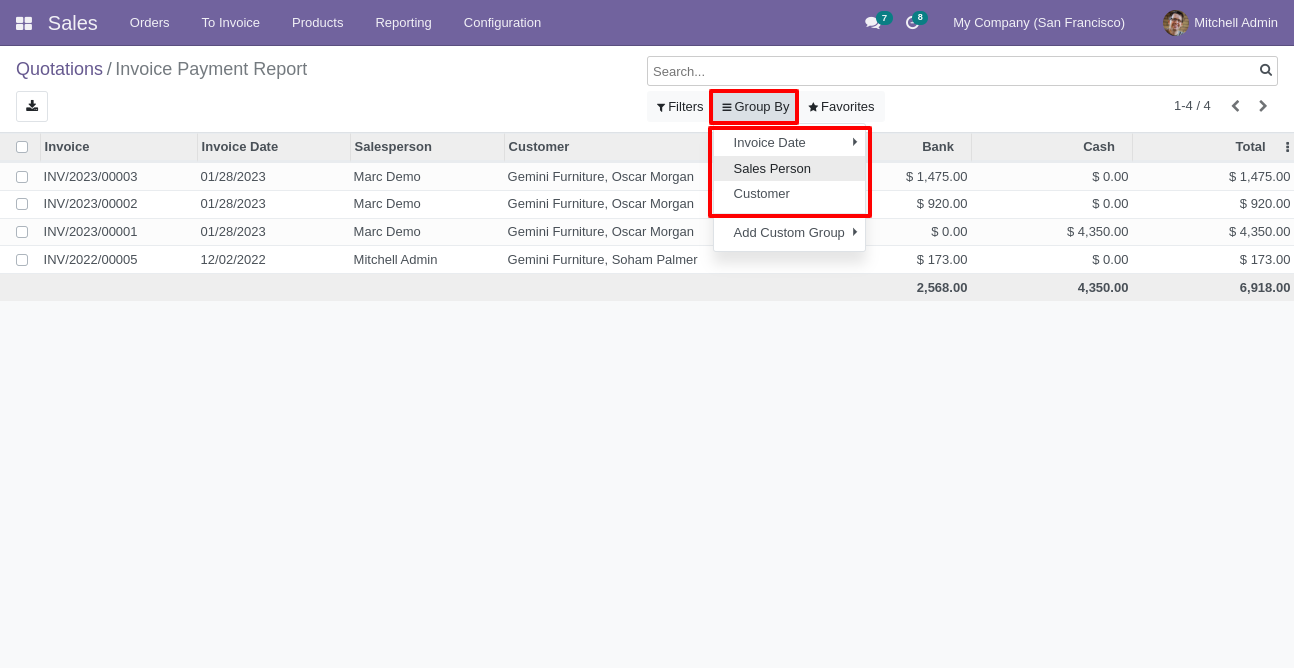 Sales Orders To Invoice Products Reporting Configuration 7 8 My Company (San Francisco) Mitchell Admin
Quotations / Invoice Payment Report
Search...
Filters Group By Favorites 1-4 / 4
Invoice Invoice Date Salesperson Customer Bank Cash Total
INV/2023/00003 01/28/2023 Marc Demo Gemini Furniture, Oscar Morgan $ 1,475.00 $ 0.00 $ 1,475.00
INV/2023/00002 01/28/2023 Marc Demo Gemini Furniture, Oscar Morgan $ 920.00 $ 0.00 $ 920.00
INV/2023/00001 01/28/2023 Marc Demo Gemini Furniture, Oscar Morgan $ 0.00 $ 4,350.00 $ 4,350.00
INV/2022/00005 12/02/2022 Mitchell Admin Gemini Furniture, Soham Palmer $ 173.00 $ 0.00 $ 173.00
2,568.00 4,350.00 6,918.00
Invoice Date
Sales Person
Customer
Add Custom Group